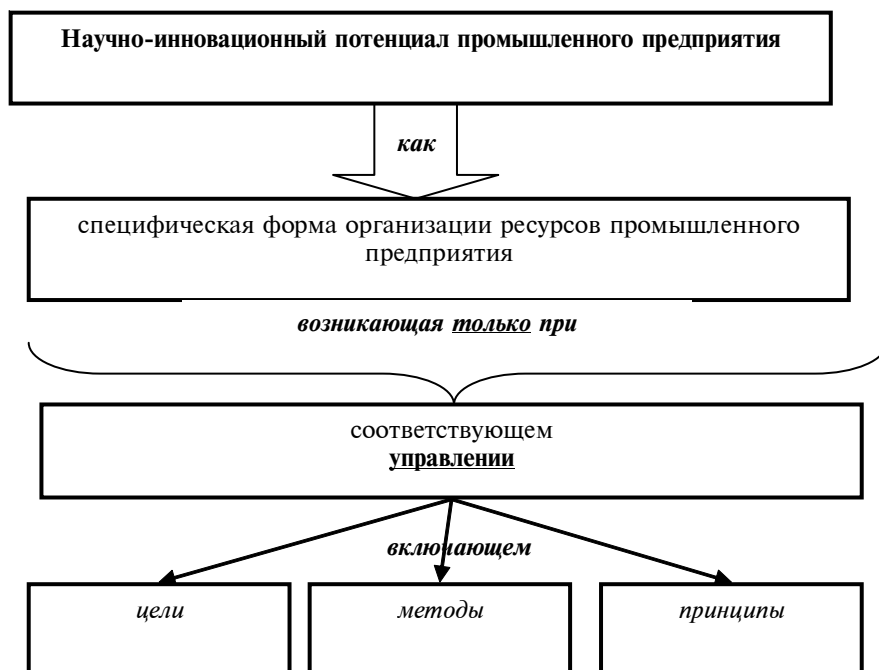 Научно-инновационный потенциал промышленного предприятия
как
специфическая форма организации ресурсов промышленного
предприятия
возникающая только при
соответствующем
управлении
включающем
цели методы принципы